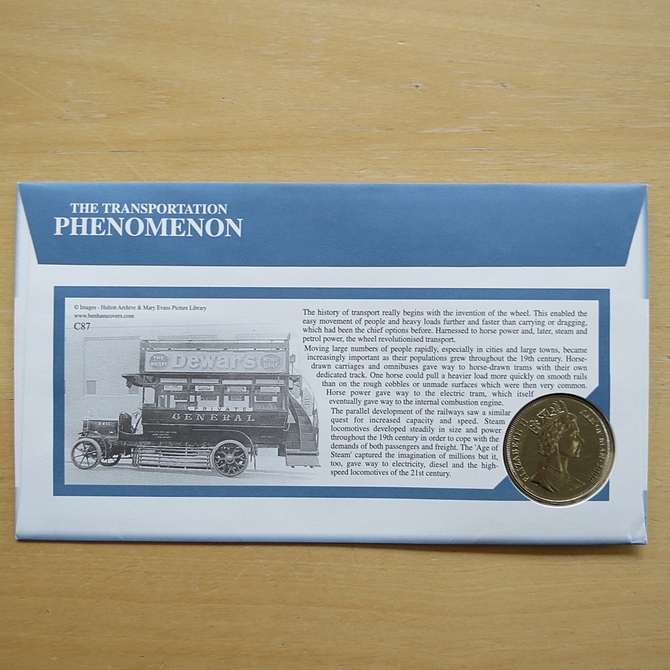 THE TRANSPORTATION
PHENOMENON
© Images - Hulton Archive & Mary Evans Picture Library
www.benhamcovers.com
C87
Dewar's
PRIVATE
GENERAL
The history of transport really begins with the invention of the wheel. This enabled the
easy movement of people and heavy loads further and faster than carrying or dragging,
which had been the chief options before. Harnessed to horse power and, later, steam and
petrol power, the wheel revolutionised transport.
Moving large numbers of people rapidly, especially in cities and large towns, became
increasingly important as their populations grew throughout the 19th century. Horse-
drawn carriages and omnibuses gave way to horse-drawn trams with their own
dedicated track. One horse could pull a heavier load more quickly on smooth rails
than on the rough cobbles or unmade surfaces which were then very common.
Horse power gave way to the electric tram, which itself
eventually gave way to the internal combustion engine.
The parallel development of the railways saw a similar
quest for increased capacity and speed. Steam
locomotives developed steadily in size and power
throughout the 19th century in order to cope with the
demands of both passengers and freight. The 'Age of
Steam' captured the imagination of millions but it,
too, gave way to electricity, diesel and the high-
speed locomotives of the 21st century.
ELIZABETH II
ISLE OF MAN